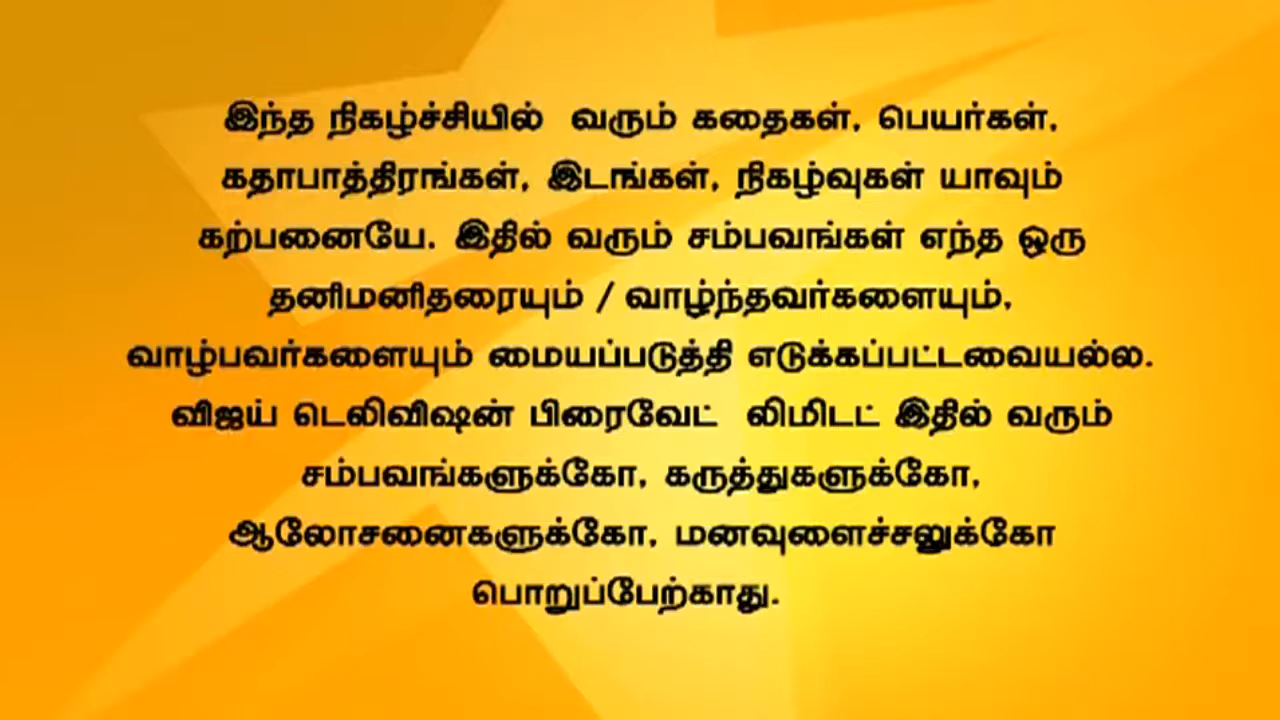 இந்த நிகழ்ச்சியில் வரும் கதைகள், பெயர்கள்,
கதாபாத்திரங்கள், இடங்கள், நிகழ்வுகள் யாவும்
கற்பனையே. இதில் வரும் சம்பவங்கள் எந்த ஒரு
தனிமனிதரையும் / வாழ்ந்தவர்களையும்,
வாழ்பவர்களையும் மையப்படுத்தி எடுக்கப்பட்டவையல்ல.
விஜய் டெலிவிஷன் பிரைவேட் லிமிடட் இதில் வரும்
சம்பவங்களுக்கோ, கருத்துகளுக்கோ,
ஆலோசனைகளுக்கோ, மனவுளைச்சலுக்கோ
பொறுப்பேற்காது.